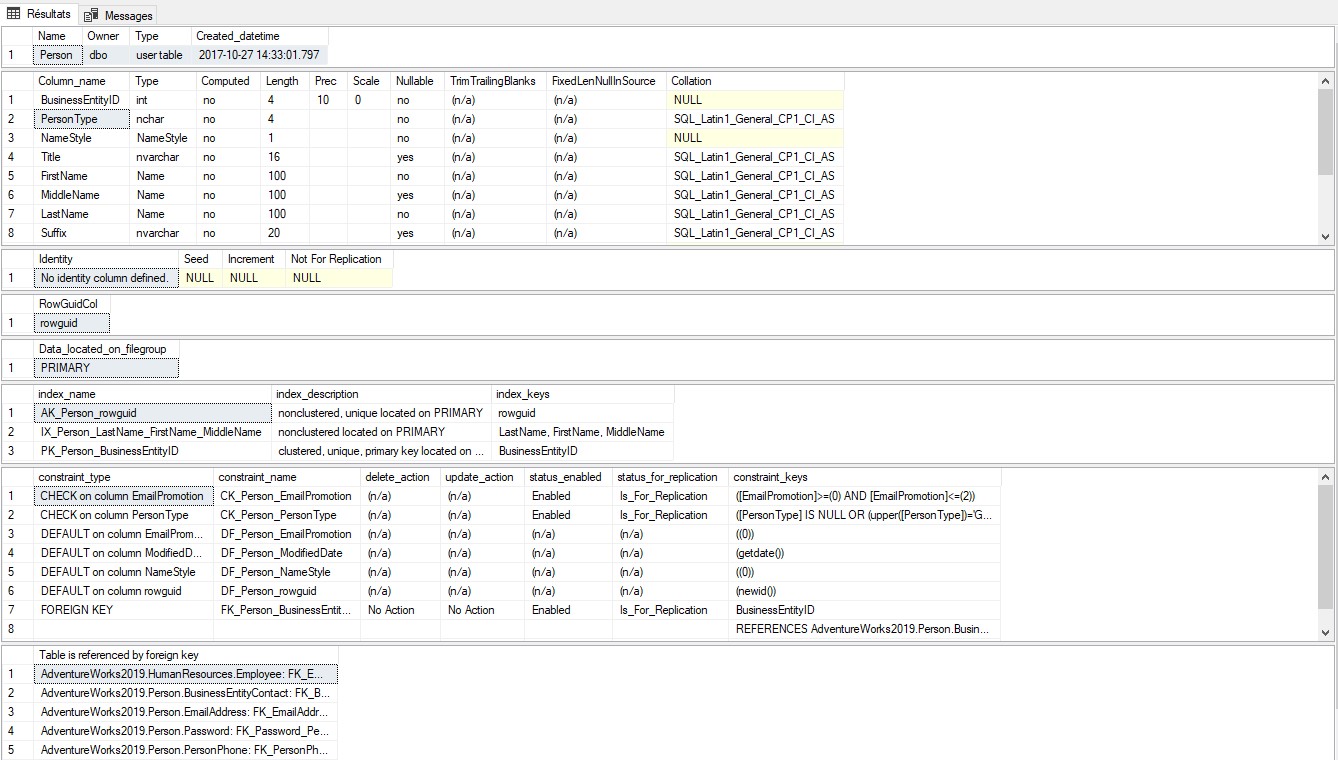 Résultats Messages
Name Owner Type Created_datetime
1 Person dbo user table 2017-10-27 14:33:01.797
Column_name Type Computed Length Prec Scale Nullable TrimTrailingBlanks FixedLenNullInSource Collation
1 BusinessEntityID int no 4 10 0 no (n/a) (n/a) NULL
2 PersonType nchar no 4 no (n/a) (n/a) SQL_Latin1_General_CP1_CI_AS
3 NameStyle NameStyle no 1 no (n/a) (n/a) NULL
4 Title nvarchar no 16 yes (n/a) (n/a) SQL_Latin1_General_CP1_CI_AS
5 FirstName Name no 100 no (n/a) (n/a) SQL_Latin1_General_CP1_CI_AS
6 MiddleName Name no 100 yes (n/a) (n/a) SQL_Latin1_General_CP1_CI_AS
7 LastName Name no 100 no (n/a) (n/a) SQL_Latin1_General_CP1_CI_AS
8 Suffix nvarchar no 20 yes (n/a) (n/a) SQL_Latin1_General_CP1_CI_AS
Identity Seed Increment Not For Replication
1 No identity column defined. NULL NULL NULL
RowGuidCol
1 rowguid
Data_located_on_filegroup
1 PRIMARY
index_name index_description index_keys
1 AK_Person_rowguid nonclustered, unique located on PRIMARY rowguid
2 IX_Person_LastName_FirstName_MiddleName nonclustered located on PRIMARY LastName, FirstName, MiddleName
3 PK_Person_BusinessEntityID clustered, unique, primary key located on ... BusinessEntityID
constraint_type constraint_name delete_action update_action status_enabled status_for_replication constraint_keys
1 CHECK on column EmailPromotion CK_Person_EmailPromotion (n/a) (n/a) Enabled Is_For_Replication ([EmailPromotion]>=(0) AND [EmailPromotion]<=(2))
2 CHECK on column PersonType CK_Person_PersonType (n/a) (n/a) Enabled Is_For_Replication ([PersonType] IS NULL OR (upper([PersonType])='G...
3 DEFAULT on column EmailProm... DF_Person_EmailPromotion (n/a) (n/a) (n/a) (n/a) ((0))
4 DEFAULT on column ModifiedD... DF_Person_ModifiedDate (n/a) (n/a) (n/a) (n/a) (getdate())
5 DEFAULT on column NameStyle DF_Person_NameStyle (n/a) (n/a) (n/a) (n/a) ((0))
6 DEFAULT on column rowguid DF_Person_rowguid (n/a) (n/a) (n/a) (n/a) (newid())
7 FOREIGN KEY FK_Person_BusinessEntit... No Action No Action Enabled Is_For_Replication BusinessEntityID
8 REFERENCES AdventureWorks2019.Person.Busin...
Table is referenced by foreign key
1 AdventureWorks2019.HumanResources.Employee: FK_E...
2 AdventureWorks2019.Person.BusinessEntityContact: FK_B...
3 AdventureWorks2019.Person.EmailAddress: FK_EmailAddr...
4 AdventureWorks2019.Person.Password: FK_Password_Pe...
5 AdventureWorks2019.Person.PersonPhone: FK_PersonPh...